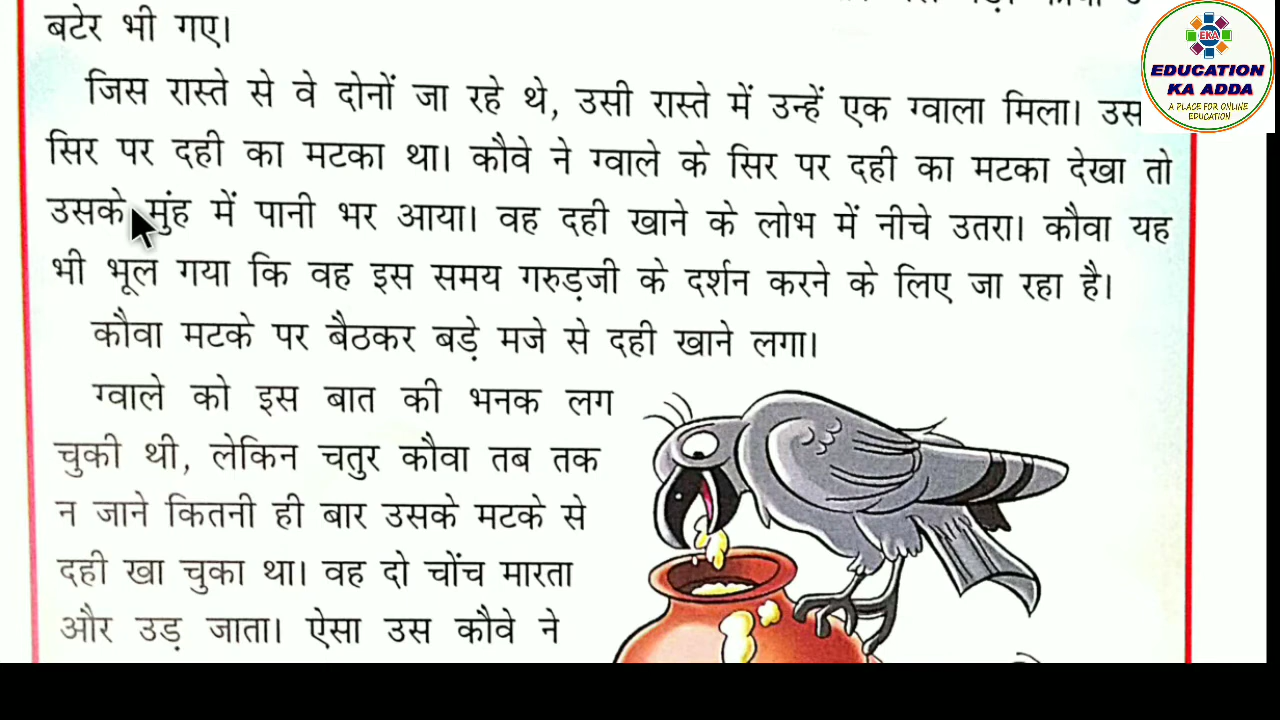 बटेर भी गए।
जिस रास्ते से वे दोनों जा रहे थे, उसी रास्ते में उन्हें एक ग्वाला मिला। उस
सिर पर दही का मटका था। कौवे ने ग्वाले के सिर पर दही का मटका देखा तो
उसके मुंह में पानी भर आया। वह दही खाने के लोभ में नीचे उतरा। कौवा यह
भी भूल गया कि वह इस समय गरुड़जी के दर्शन करने के लिए जा रहा है।
कौवा मटके पर बैठकर बड़े मजे से दही खाने लगा।
ग्वाले को इस बात की भनक लग
चुकी थी, लेकिन चतुर कौवा तब तक
न जाने कितनी ही बार उसके मटके से
दही खा चुका था। वह दो चोंच मारता
और उड़ जाता। ऐसा उस कौवे ने
EKA
EDUCATION
KA ADDA
A PLACE FOR ONLINE
EDUCATION